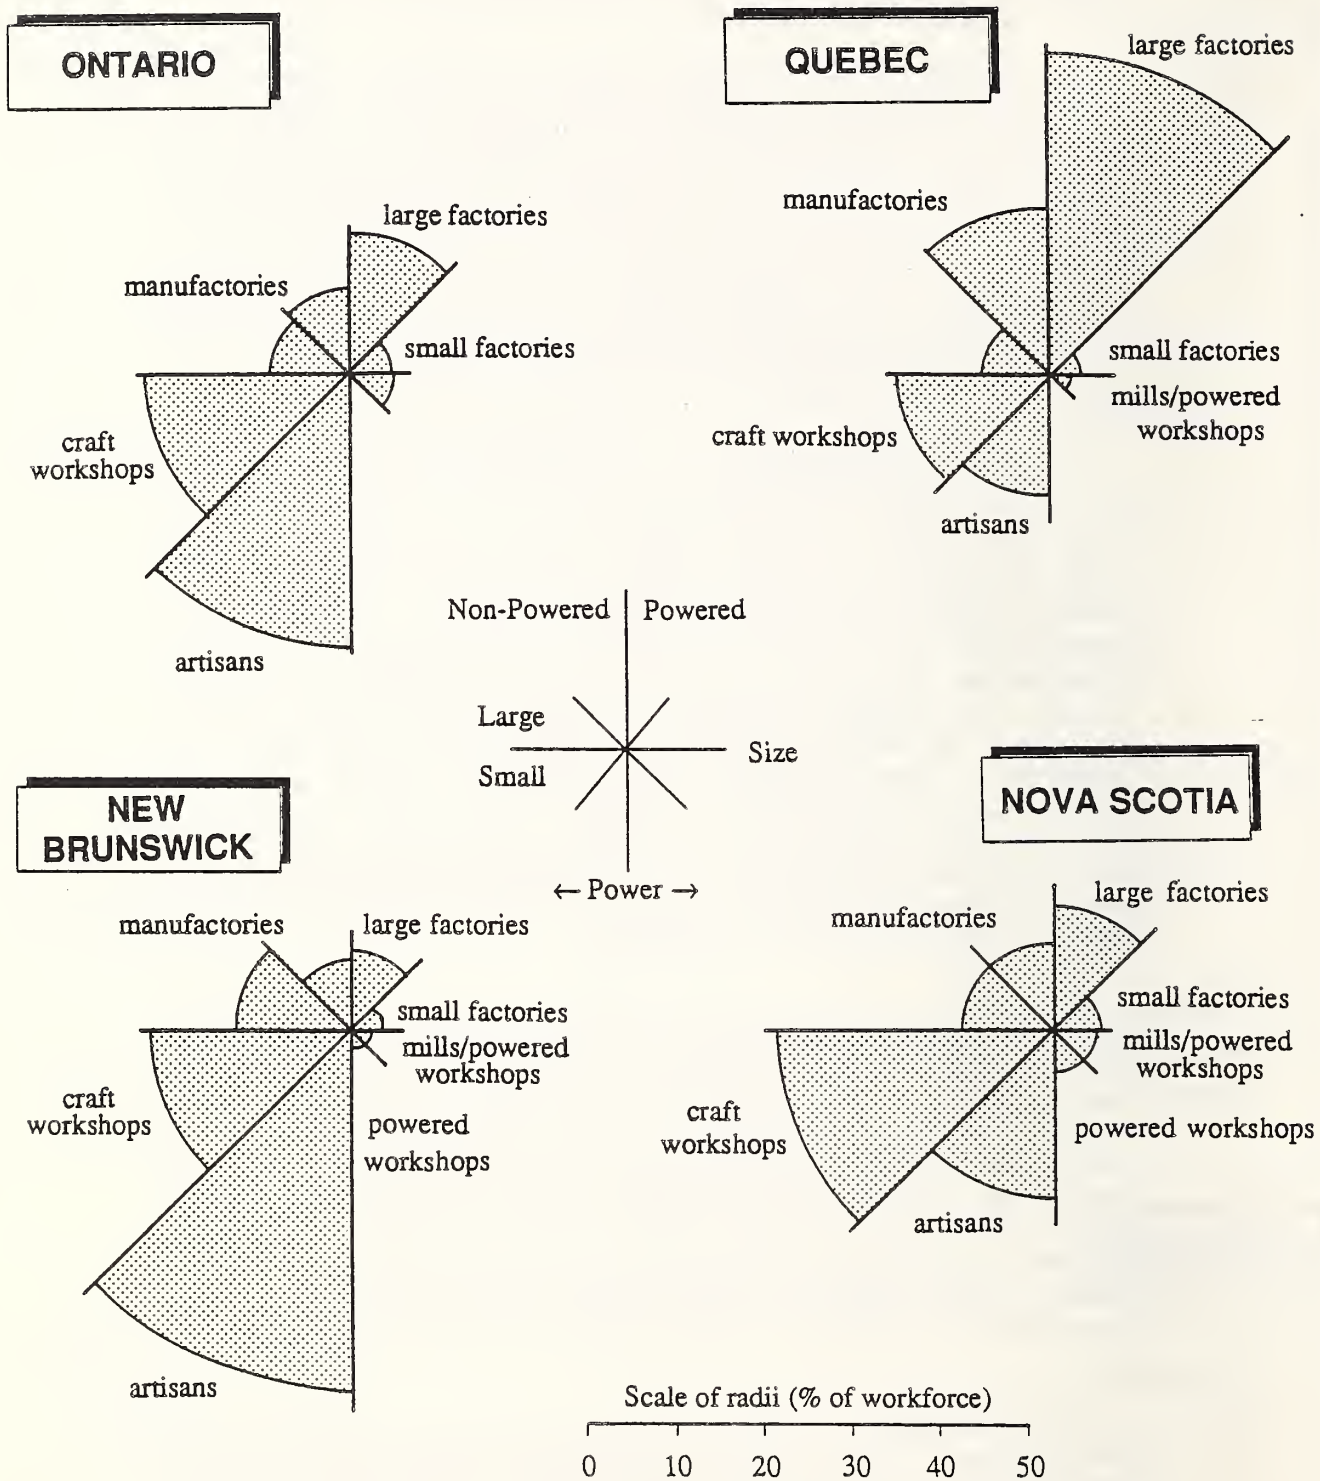 ONTARIO
large factories
manufactories
small factories
craft
workshops
artisans
QUEBEC
large factories
manufactories
small factories
mills/powered
workshops
craft workshops
artisans
Non-Powered
Powered
Large
Small
Size
← Power →
NEW
BRUNSWICK
manufactories
large factories
small factories
mills/powered
workshops
craft
workshops
powered
workshops
artisans
NOVA SCOTIA
large factories
manufactories
small factories
mills/powered
workshops
craft
workshops
powered workshops
artisans
Scale of radii (% of workforce)
0 10 20 30 40 50